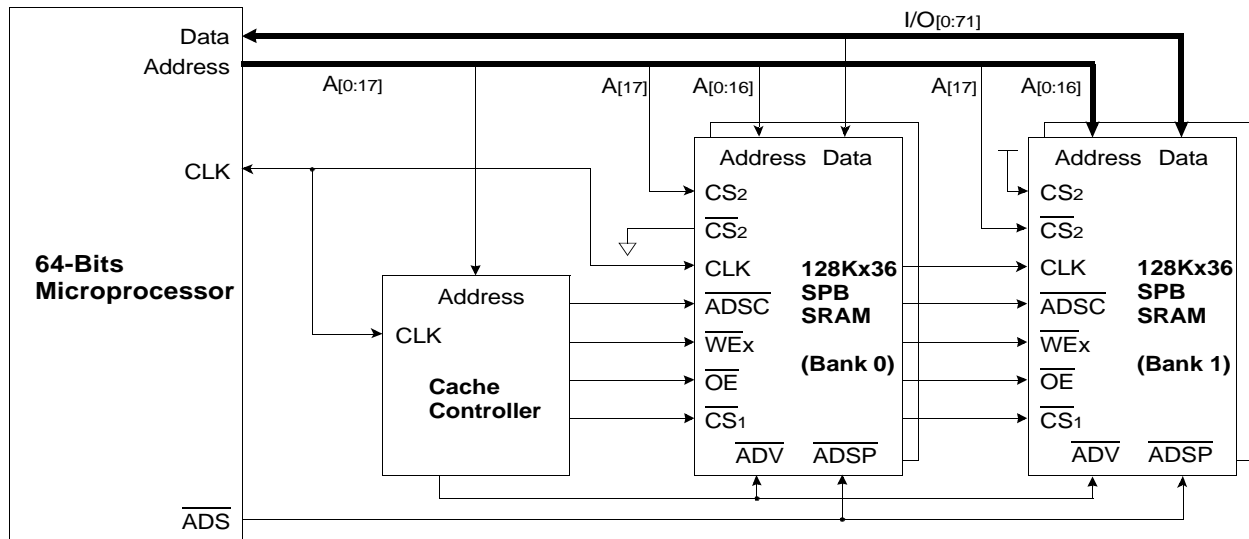 I/O[0:71]
Data
Address
A[0:17]
A[17]
A[0:16]
A[17]
A[0:16]
CLK
64-Bits
Microprocessor
ADS
Address
CLK
Cache
Controller
Address Data
CS2
CS2
CLK
ADSC
WEx
OE
CS1
ADV ADSP
128Kx36
SPB
SRAM
(Bank 0)
Address Data
CS2
CS2
CLK
ADSC
WEx
OE
CS1
ADV ADSP
128Kx36
SPB
SRAM
(Bank 1)